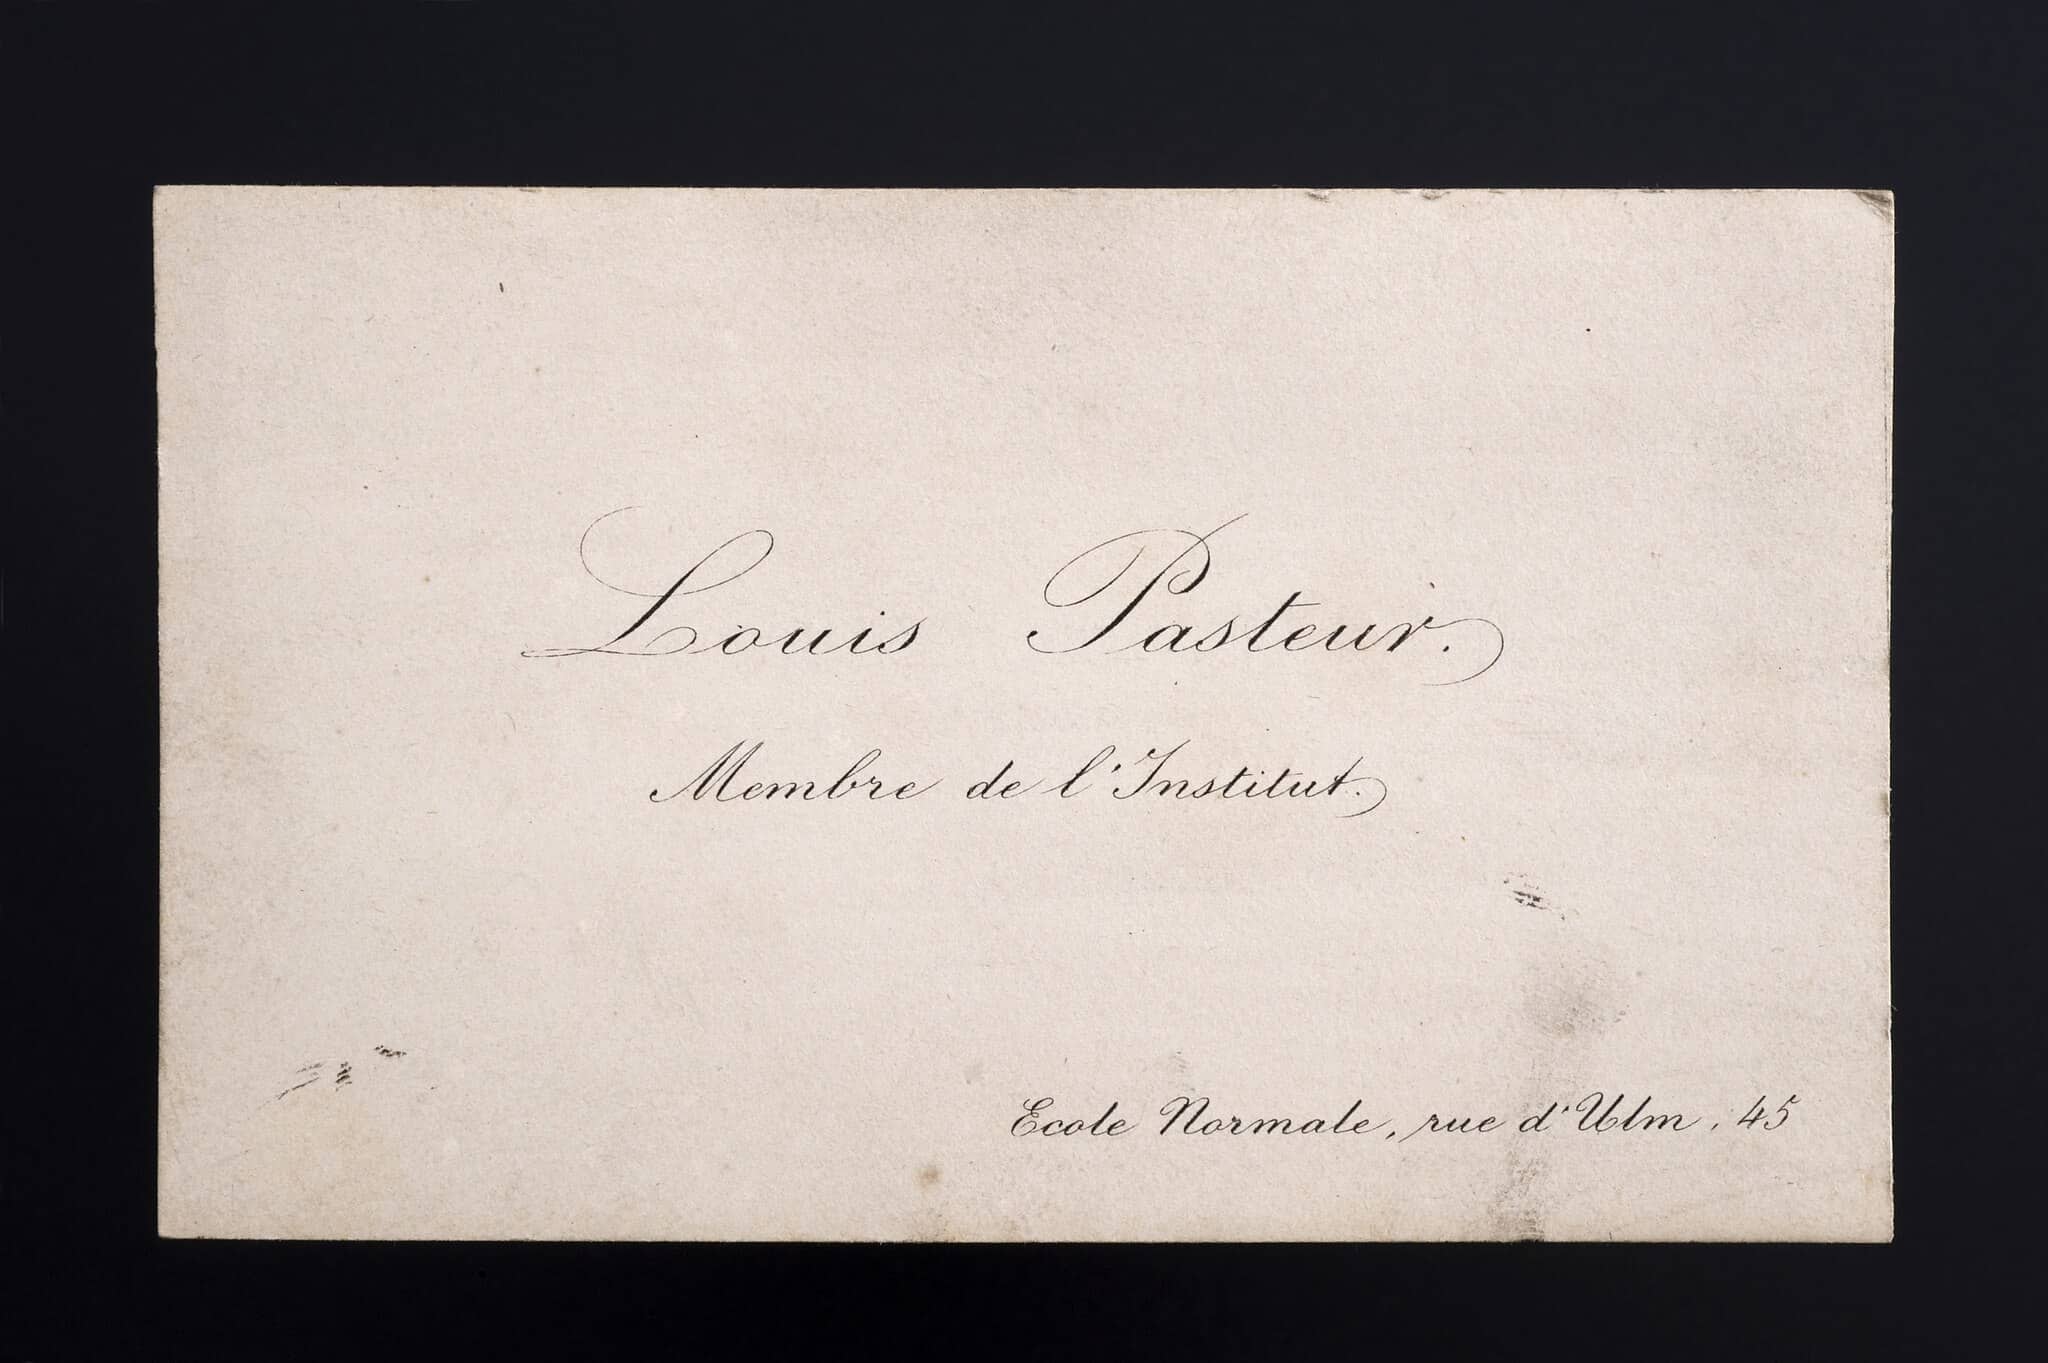 Louis Pasteur.
Membre de l'Institut.
Ecole Normale, rue d'Ulm, 45